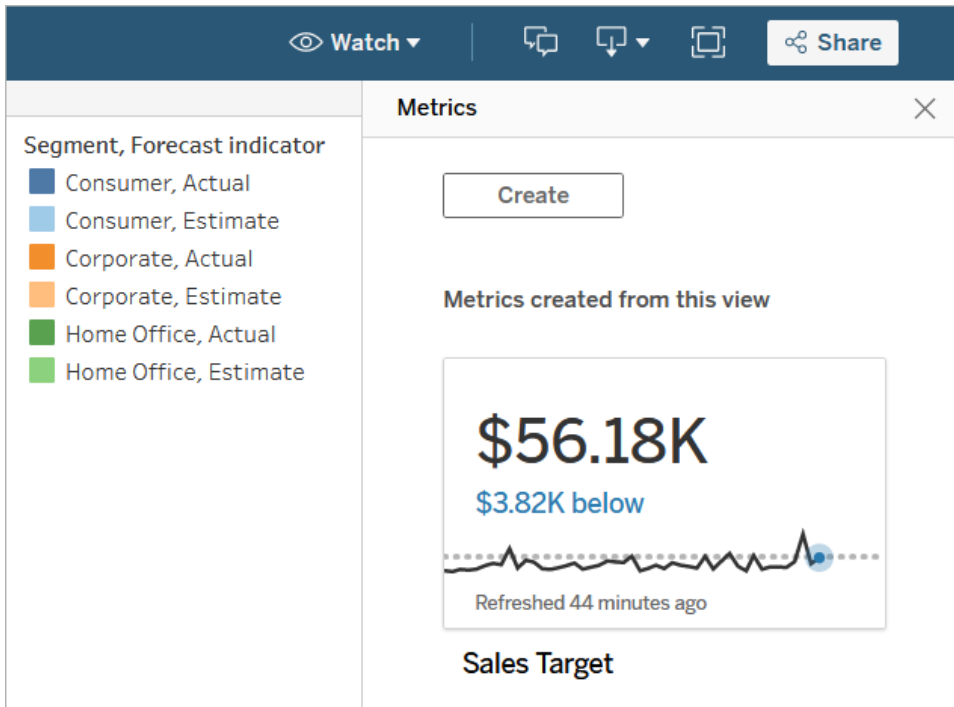 Watch
Share
Metrics
Segment, Forecast indicator
Consumer, Actual
Consumer, Estimate
Corporate, Actual
Corporate, Estimate
Home Office, Actual
Home Office, Estimate
Create
Metrics created from this view
$56.18K
$3.82K below
Refreshed 44 minutes ago
Sales Target